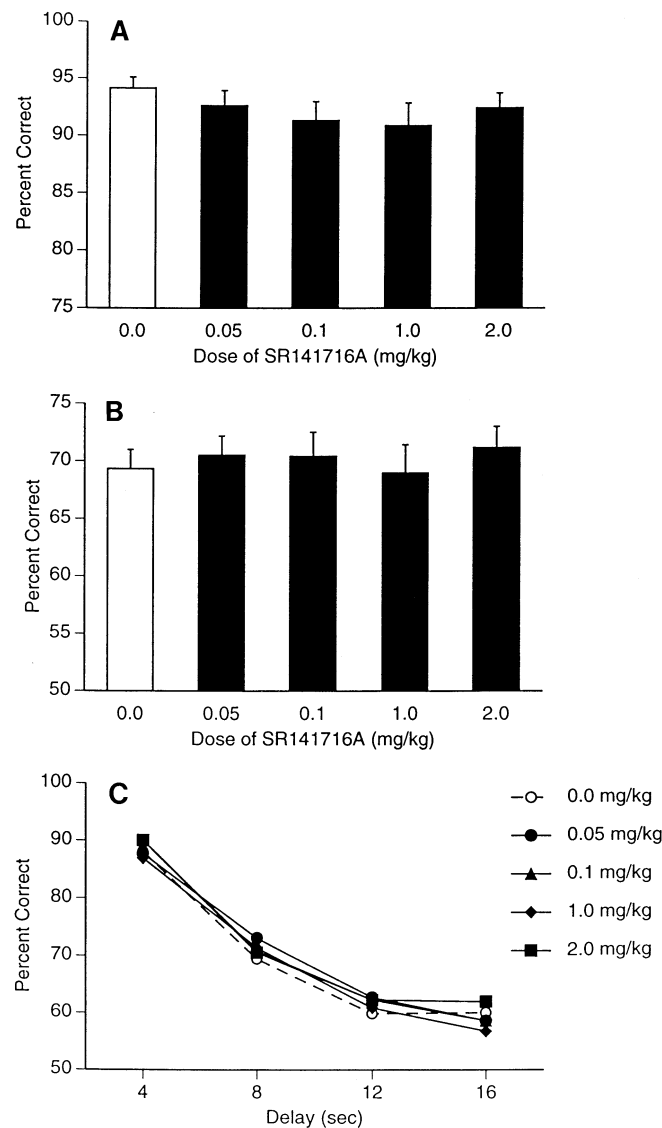 A
100
95
90
85
80
75
Percent Correct
0.0 0.05 0.1 1.0 2.0
Dose of SR141716A (mg/kg)
B
75
70
65
60
55
50
Percent Correct
0.0 0.05 0.1 1.0 2.0
Dose of SR141716A (mg/kg)
C
100
90
80
70
60
50
Percent Correct
4 8 12 16
Delay (sec)
0.0 mg/kg
0.05 mg/kg
0.1 mg/kg
1.0 mg/kg
2.0 mg/kg